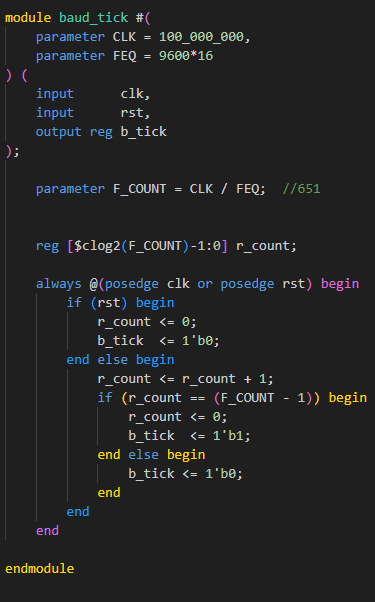 module baud_tick #(
    parameter CLK = 100_000_000,
    parameter FEQ = 9600*16
) (
    input      clk,
    input      rst,
    output reg b_tick
);

    parameter F_COUNT = CLK / FEQ;  //651


    reg [$clog2(F_COUNT)-1:0] r_count;

    always @(posedge clk or posedge rst) begin
        if (rst) begin
            r_count <= 0;
            b_tick  <= 1'b0;
        end else begin
            r_count <= r_count + 1;
            if (r_count == (F_COUNT - 1)) begin
                r_count <= 0;
                b_tick  <= 1'b1;
            end else begin
                b_tick <= 1'b0;
            end
        end
    end

endmodule